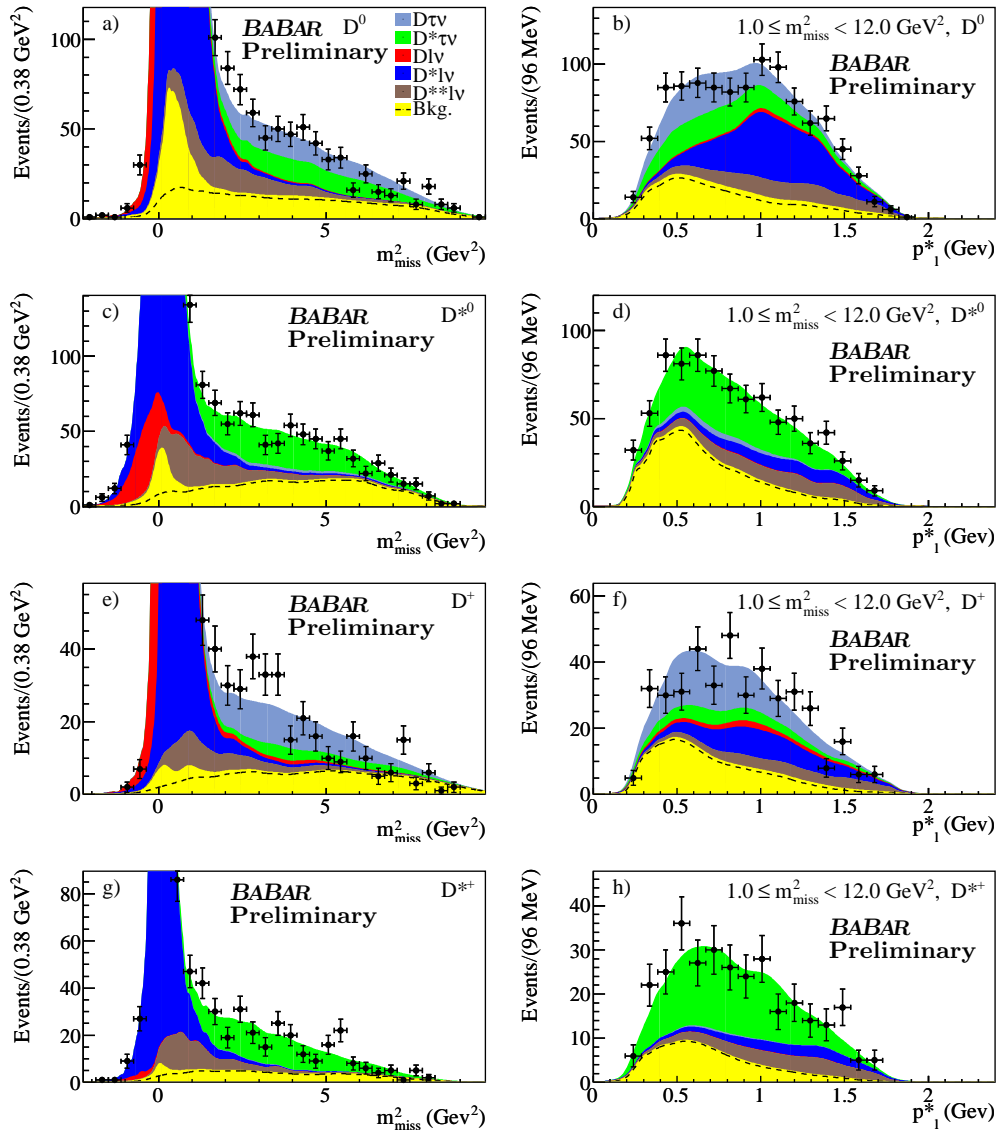 a) BABAR D⁰
Preliminary
Dτν
D*τν
Dlν
D*lν
D**lν
Bkg.
Events/(0.38 GeV²)
100
50
0
0 5
m²miss (Gev²)
b) 1.0 ≤ m²miss < 12.0 GeV², D⁰
BABAR
Preliminary
Events/(96 MeV)
100
50
0
0 0.5 1 1.5 2
p*l (Gev)
c) BABAR D*⁰
Preliminary
Events/(0.38 GeV²)
100
50
0
0 5
m²miss (Gev²)
d) 1.0 ≤ m²miss < 12.0 GeV², D*⁰
BABAR
Preliminary
Events/(96 MeV)
100
50
0
0 0.5 1 1.5 2
p*l (Gev)
e) BABAR D⁺
Preliminary
Events/(0.38 GeV²)
40
20
0
0 5
m²miss (Gev²)
f) 1.0 ≤ m²miss < 12.0 GeV², D⁺
BABAR
Preliminary
Events/(96 MeV)
60
40
20
0
0 0.5 1 1.5 2
p*l (Gev)
g) BABAR D*⁺
Preliminary
Events/(0.38 GeV²)
80
60
40
20
0
0 5
m²miss (Gev²)
h) 1.0 ≤ m²miss < 12.0 GeV², D*⁺
BABAR
Preliminary
Events/(96 MeV)
40
30
20
10
0
0 0.5 1 1.5 2
p*l (Gev)